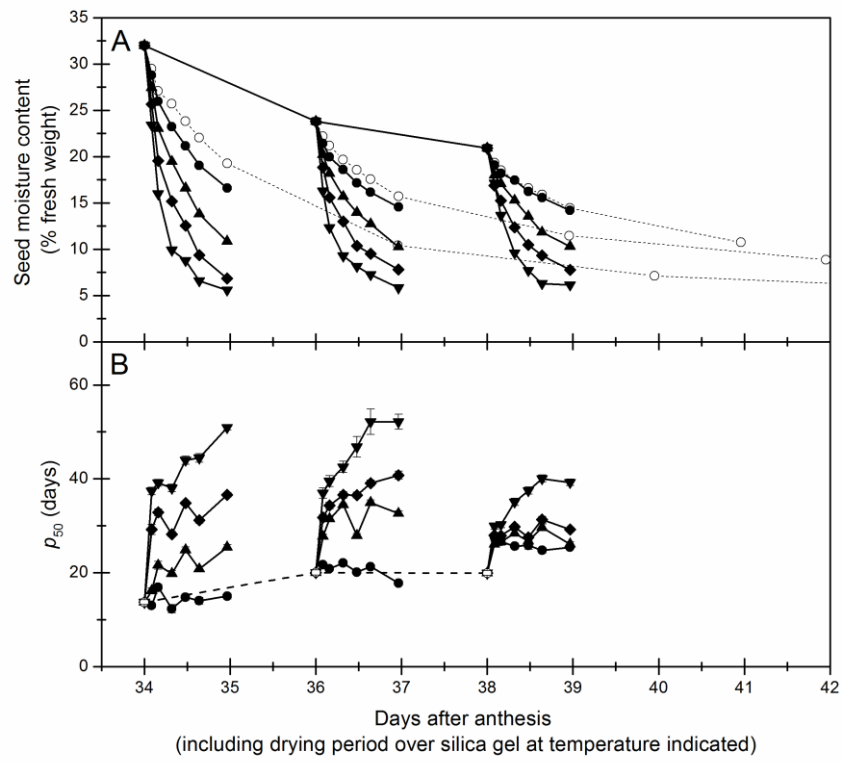 A
35
30
25
20
15
10
5
0
Seed moisture content
(% fresh weight)
B
60
40
20
0
p50 (days)
34 35 36 37 38 39 40 41 42
Days after anthesis
(including drying period over silica gel at temperature indicated)